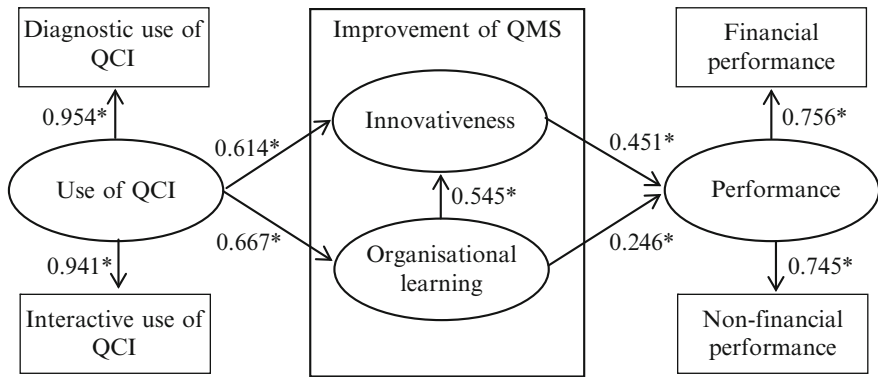 Diagnostic use of
QCI
Improvement of QMS
Financial
performance
0.954*
0.614*
Innovativeness
0.451*
0.756*
Use of QCI
0.545*
Performance
0.941*
0.667*
Organisational
learning
0.246*
0.745*
Interactive use of
QCI
Non-financial
performance